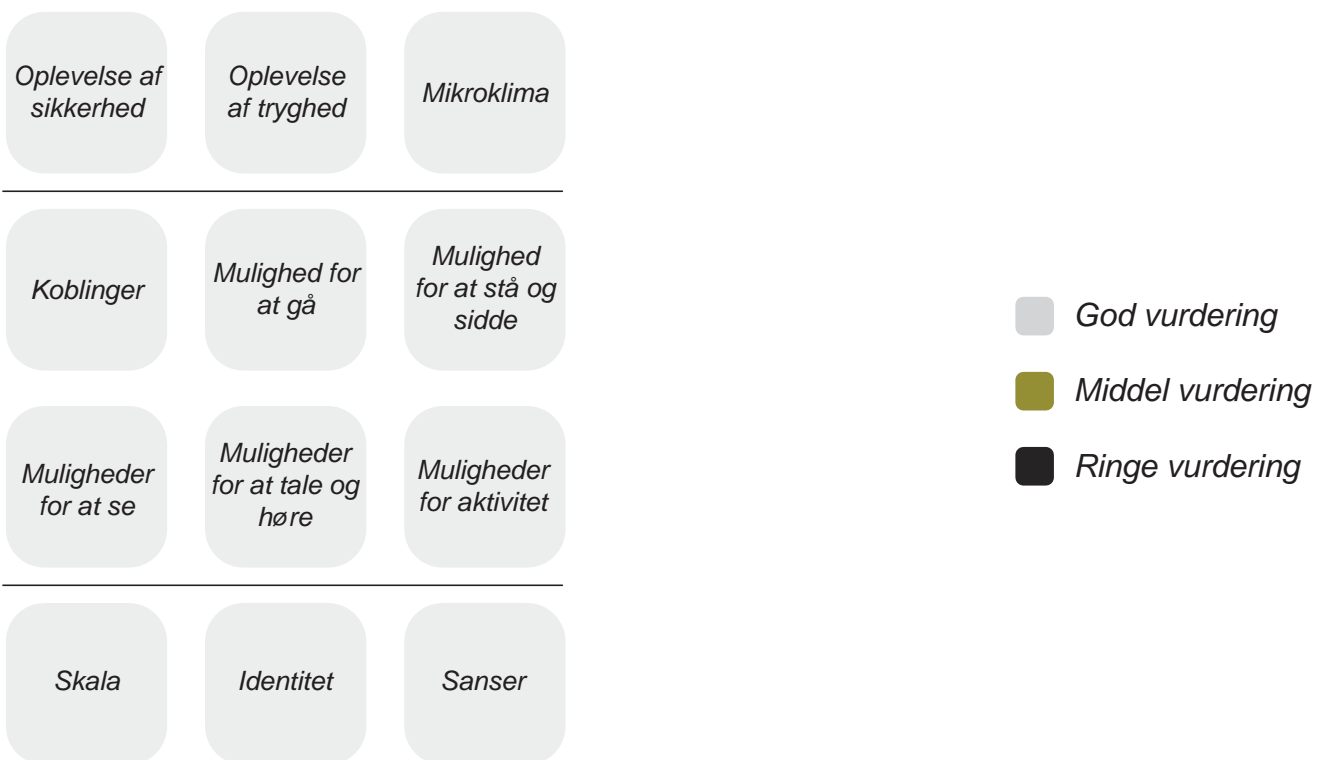 Oplevelse af
sikkerhed
Oplevelse
af tryghed
Mikroklima
Koblinger
Mulighed for
at gå
Mulighed
for at stå og
sidde
Muligheder
for at se
Muligheder
for at tale og
høre
Muligheder
for aktivitet
Skala
Identitet
Sanser
God vurdering
Middel vurdering
Ringe vurdering